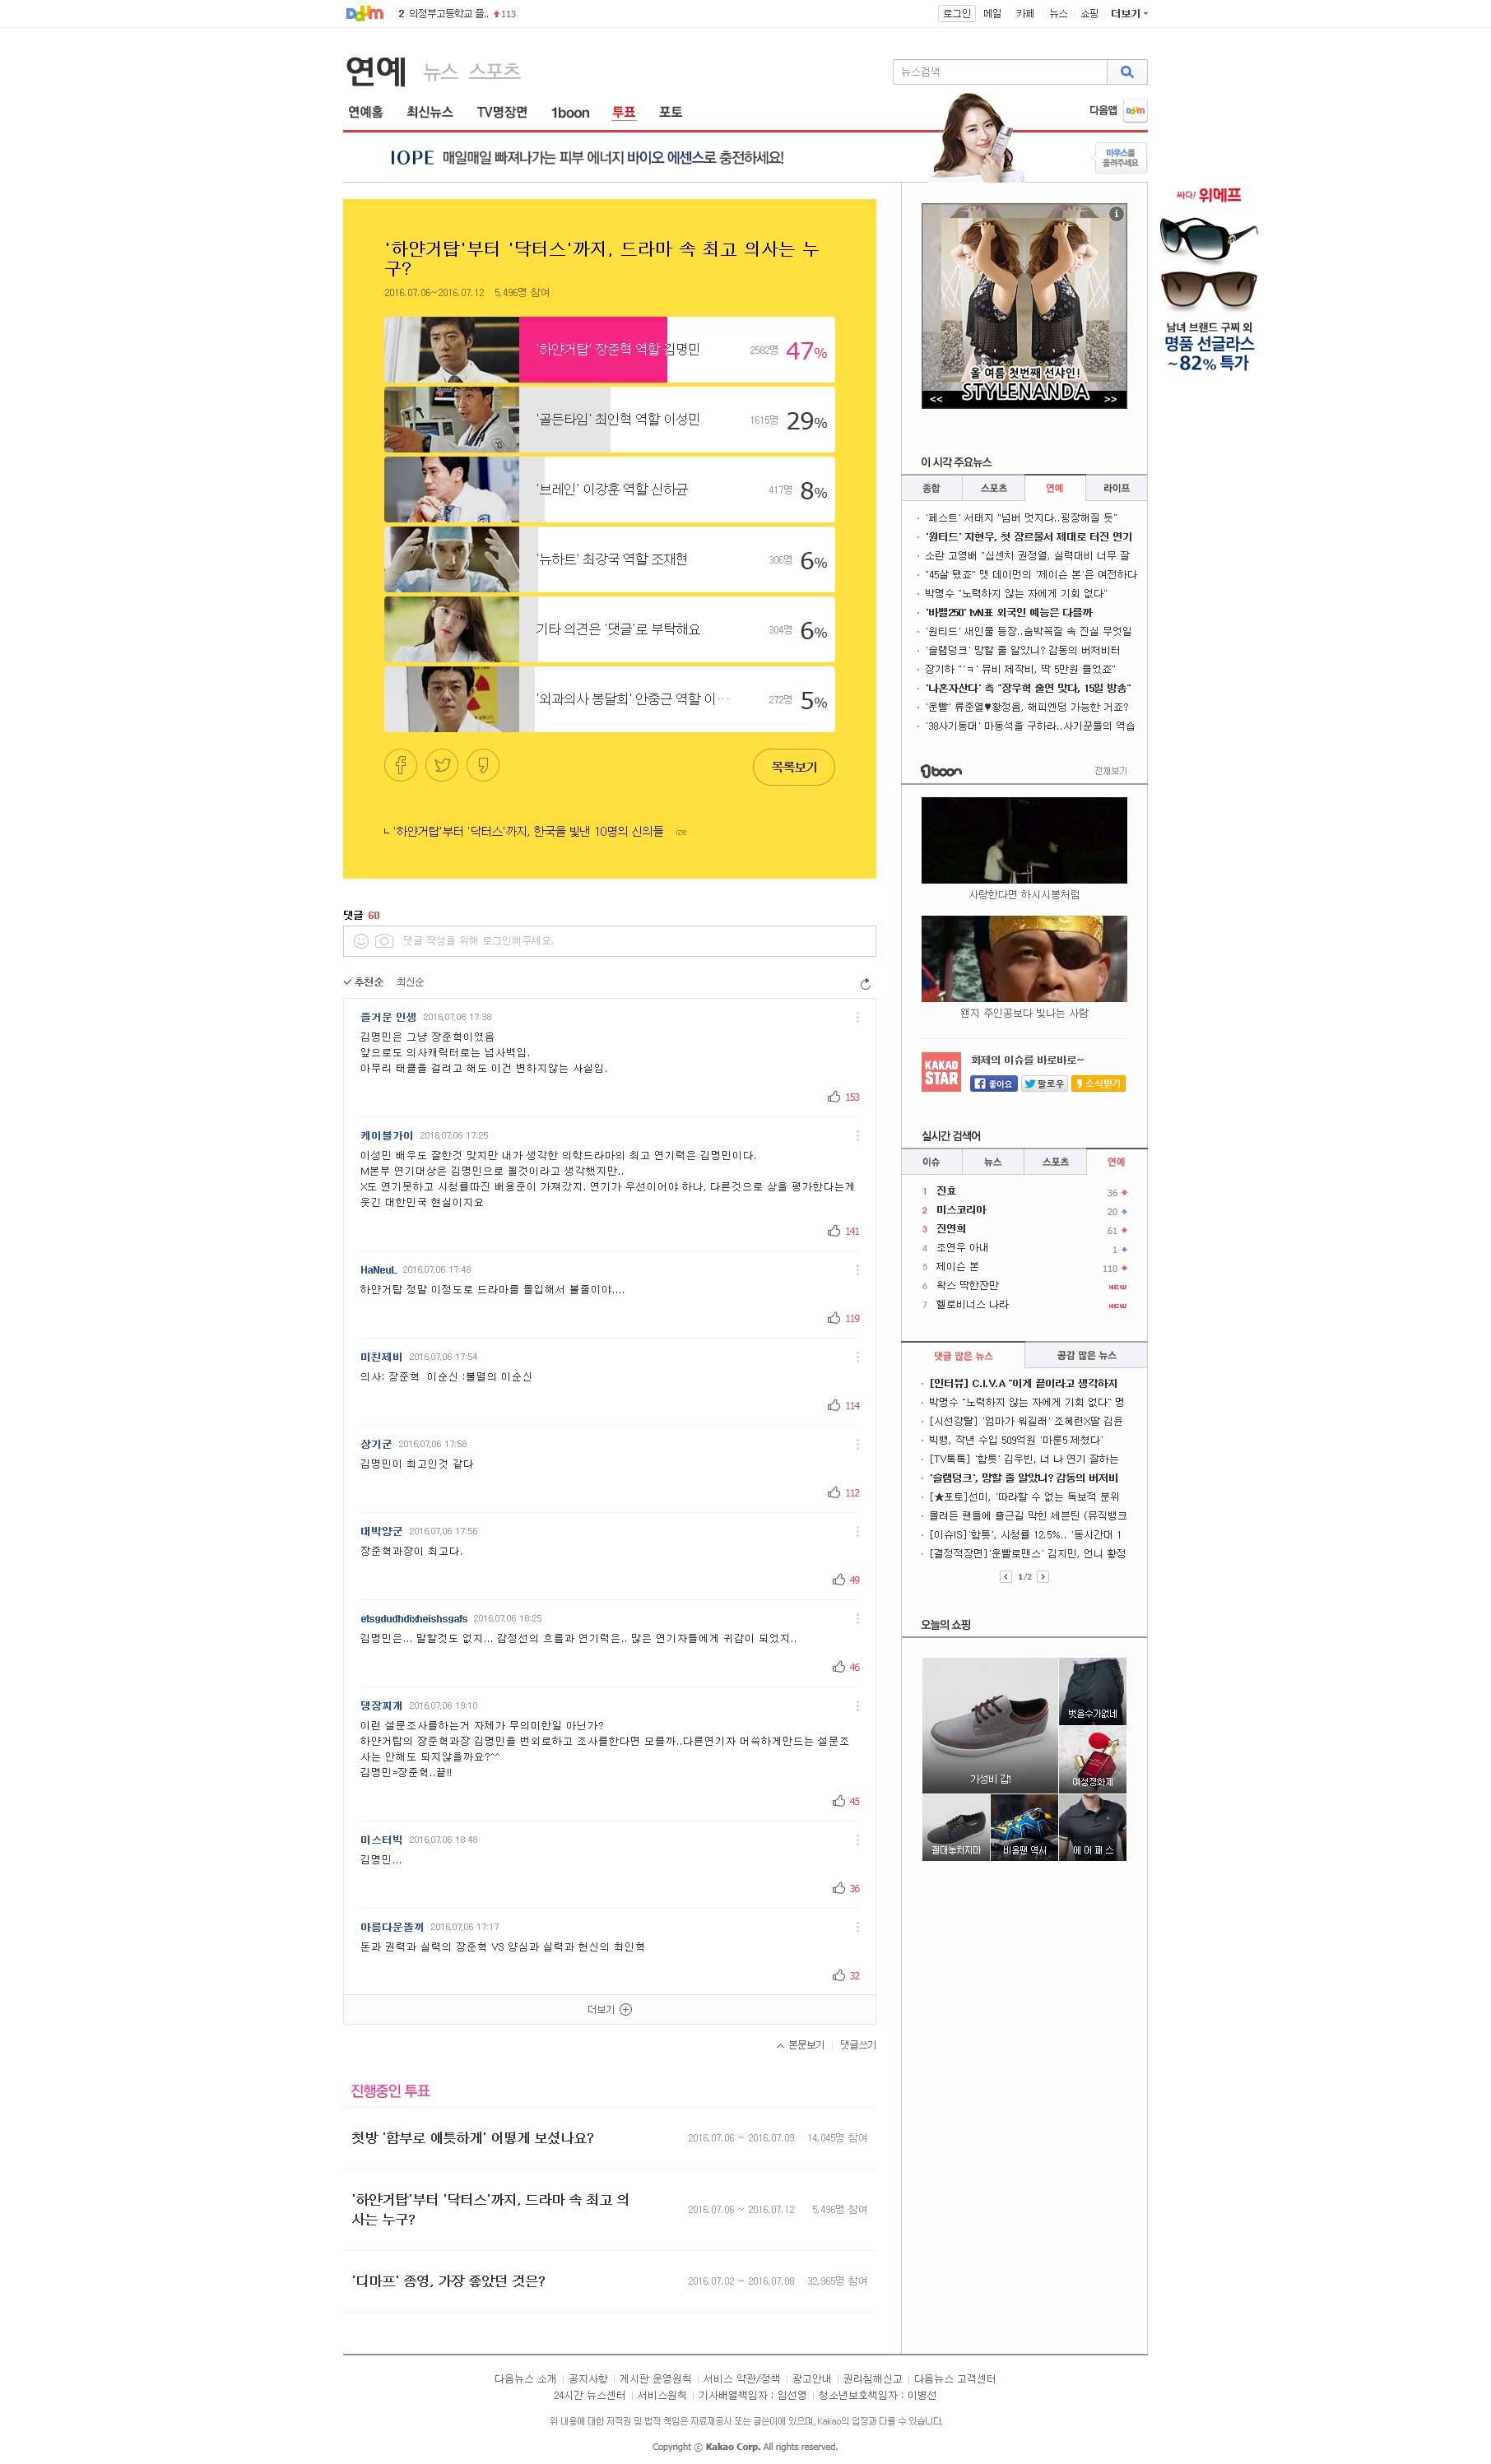 Daum
2 의정부고등학교 플.. 113
로그인 메일 카페 뉴스 쇼핑 더보기
연예 뉴스 스포츠
뉴스검색
연예홈 최신뉴스 TV명장면 1boon 투표 포토
다음앱 Daum
IOPE 매일매일 빠져나가는 피부 에너지 바이오 에센스로 충전하세요!
마우스를
올려주세요
'하얀거탑'부터 '닥터스'까지, 드라마 속 최고 의사는 누
구?
2016.07.06~2016.07.12 5,496명 참여
'하얀거탑' 장준혁 역할 김명민 2582명 47%
'골든타임' 최인혁 역할 이성민 1615명 29%
'브레인' 이강훈 역할 신하균 417명 8%
'뉴하트' 최강국 역할 조재현 306명 6%
기타 의견은 '댓글'로 부탁해요 304명 6%
'외과의사 봉달희' 안중근 역할 이… 272명 5%
목록보기
ㄴ '하얀거탑'부터 '닥터스'까지, 한국을 빛낸 10명의 신의들 ize
댓글 60
댓글 작성을 위해 로그인해주세요.
추천순 최신순
즐거운 인생 2016.07.06 17:38
김명민은 그냥 장준혁이였음
앞으로도 의사캐릭터로는 넘사벽임.
아무리 태클을 걸려고 해도 이건 변하지않는 사실임.
153
케이블가이 2016.07.06 17:25
이성민 배우도 잘한것 맞지만 내가 생각한 의학드라마의 최고 연기력은 김명민이다.
M본부 연기대상은 김명민으로 될것이라고 생각했지만..
X도 연기못하고 시청률따진 배용준이 가져갔지. 연기가 우선이어야 하나, 다른것으로 상을 평가한다는게
웃긴 대한민국 현실이지요
141
HaNeuL 2016.07.06 17:48
하얀거탑 정말 이정도로 드라마를 몰입해서 볼줄이야....
119
미친제비 2016.07.06 17:54
의사: 장준혁 이순신 :불멸의 이순신
114
상기군 2016.07.06 17:58
김명민이 최고인것 같다
112
대박양군 2016.07.06 17:56
장준혁과장이 최고다.
49
etsgdudhdixheishsgafs 2016.07.06 18:25
김명민은... 말할것도 없지... 감정선의 흐름과 연기력은.. 많은 연기자들에게 귀감이 되었지..
46
댕장찌개 2016.07.06 19:10
이런 설문조사를하는거 자체가 무의미한일 아닌가?
하얀거탑의 장준혁과장 김명민을 번외로하고 조사를한다면 모를까..다른연기자 머쓱하게만드는 설문조
사는 안해도 되지않을까요?^^
김명민=장준혁..끝!!
45
미스터빅 2016.07.06 18:48
김명민...
36
아름다운똘끼 2016.07.06 17:17
돈과 권력과 실력의 장준혁 VS 양심과 실력과 헌신의 최인혁
32
더보기
본문보기 댓글쓰기
진행중인 투표
첫방 '함부로 애틋하게' 어떻게 보셨나요? 2016.07.06 ~ 2016.07.09 14,045명 참여
'하얀거탑'부터 '닥터스'까지, 드라마 속 최고 의
사는 누구?
2016.07.06 ~ 2016.07.12 5,496명 참여
'디마프' 종영, 가장 좋았던 것은? 2016.07.02 ~ 2016.07.08 32,965명 참여
올 여름 첫번째 선샤인!
STYLENANDA
<< >>
싸다! 위메프
남녀 브랜드 구찌 외
명품 선글라스
~82% 특가
이 시각 주요뉴스
종합 스포츠 연예 라이프
'페스트' 서태지 "넘버 멋지다..굉장해질 듯"
'원티드' 지현우, 첫 장르물서 제대로 터진 연기
소란 고영배 "십센치 권정열, 실력대비 너무 잘
"45살 됐죠" 맷 데이먼의 '제이슨 본'은 여전하다
박명수 "노력하지 않는 자에게 기회 없다"
'바벨250' tvN표 외국인 예능은 다를까
'원티드' 새인물 등장..숨박꼭질 속 진실 무엇일
'슬램덩크' 망할 줄 알았니? 감동의 버저비터
장기하 "'ㅋ' 뮤비 제작비, 딱 5만원 들었죠"
'나혼자산다' 측 "장우혁 출연 맞다, 15일 방송"
'운빨' 류준열♥황정음, 해피엔딩 가능한 거죠?
'38사기동대' 마동석을 구하라..사기꾼들의 역습
1boon 전체보기
사랑한다면 하시시봉처럼
왠지 주인공보다 빛나는 사람
KAKAO
STAR
화제의 이슈를 바로바로~
좋아요 팔로우 소식받기
실시간 검색어
이슈 뉴스 스포츠 연예
1 진효 36
2 미스코리아 20
3 진연희 61
4 조연우 아내 1
5 제이슨 본 110
6 왁스 딱한잔만 NEW
7 헬로비너스 나라 NEW
댓글 많은 뉴스 공감 많은 뉴스
[인터뷰] C.I.V.A "이게 끝이라고 생각하지
박명수 "노력하지 않는 자에게 기회 없다" 명
[시선강탈] '엄마가 뭐길래' 조혜련X딸 김윤
빅뱅, 작년 수입 509억원 '마룬5 제쳤다'
[TV톡톡] '함틋' 김우빈, 너 나 연기 잘하는
'슬램덩크', 망할 줄 알았니? 감동의 버저비
[★포토]선미, '따라할 수 없는 독보적 분위
몰려든 팬들에 출근길 막힌 세븐틴 (뮤직뱅크
[이슈IS]'함틋', 시청률 12.5%.. '동시간대 1
[결정적장면]'운빨로맨스' 김지민, 언니 황정
1/2
오늘의 쇼핑
가성비 갑!
벗을수가없네
여성정화제
절대놓치지마
비올땐 역시
에 어 패 스
다음뉴스 소개 공지사항 게시판 운영원칙 서비스 약관/정책 광고안내 권리침해신고 다음뉴스 고객센터
24시간 뉴스센터 서비스원칙 기사배열책임자 : 임선영 청소년보호책임자 : 이병선
위 내용에 대한 저작권 및 법적 책임은 자료제공사 또는 글쓴이에 있으며, Kakao의 입장과 다를 수 있습니다.
Copyright ⓒ Kakao Corp. All rights reserved.